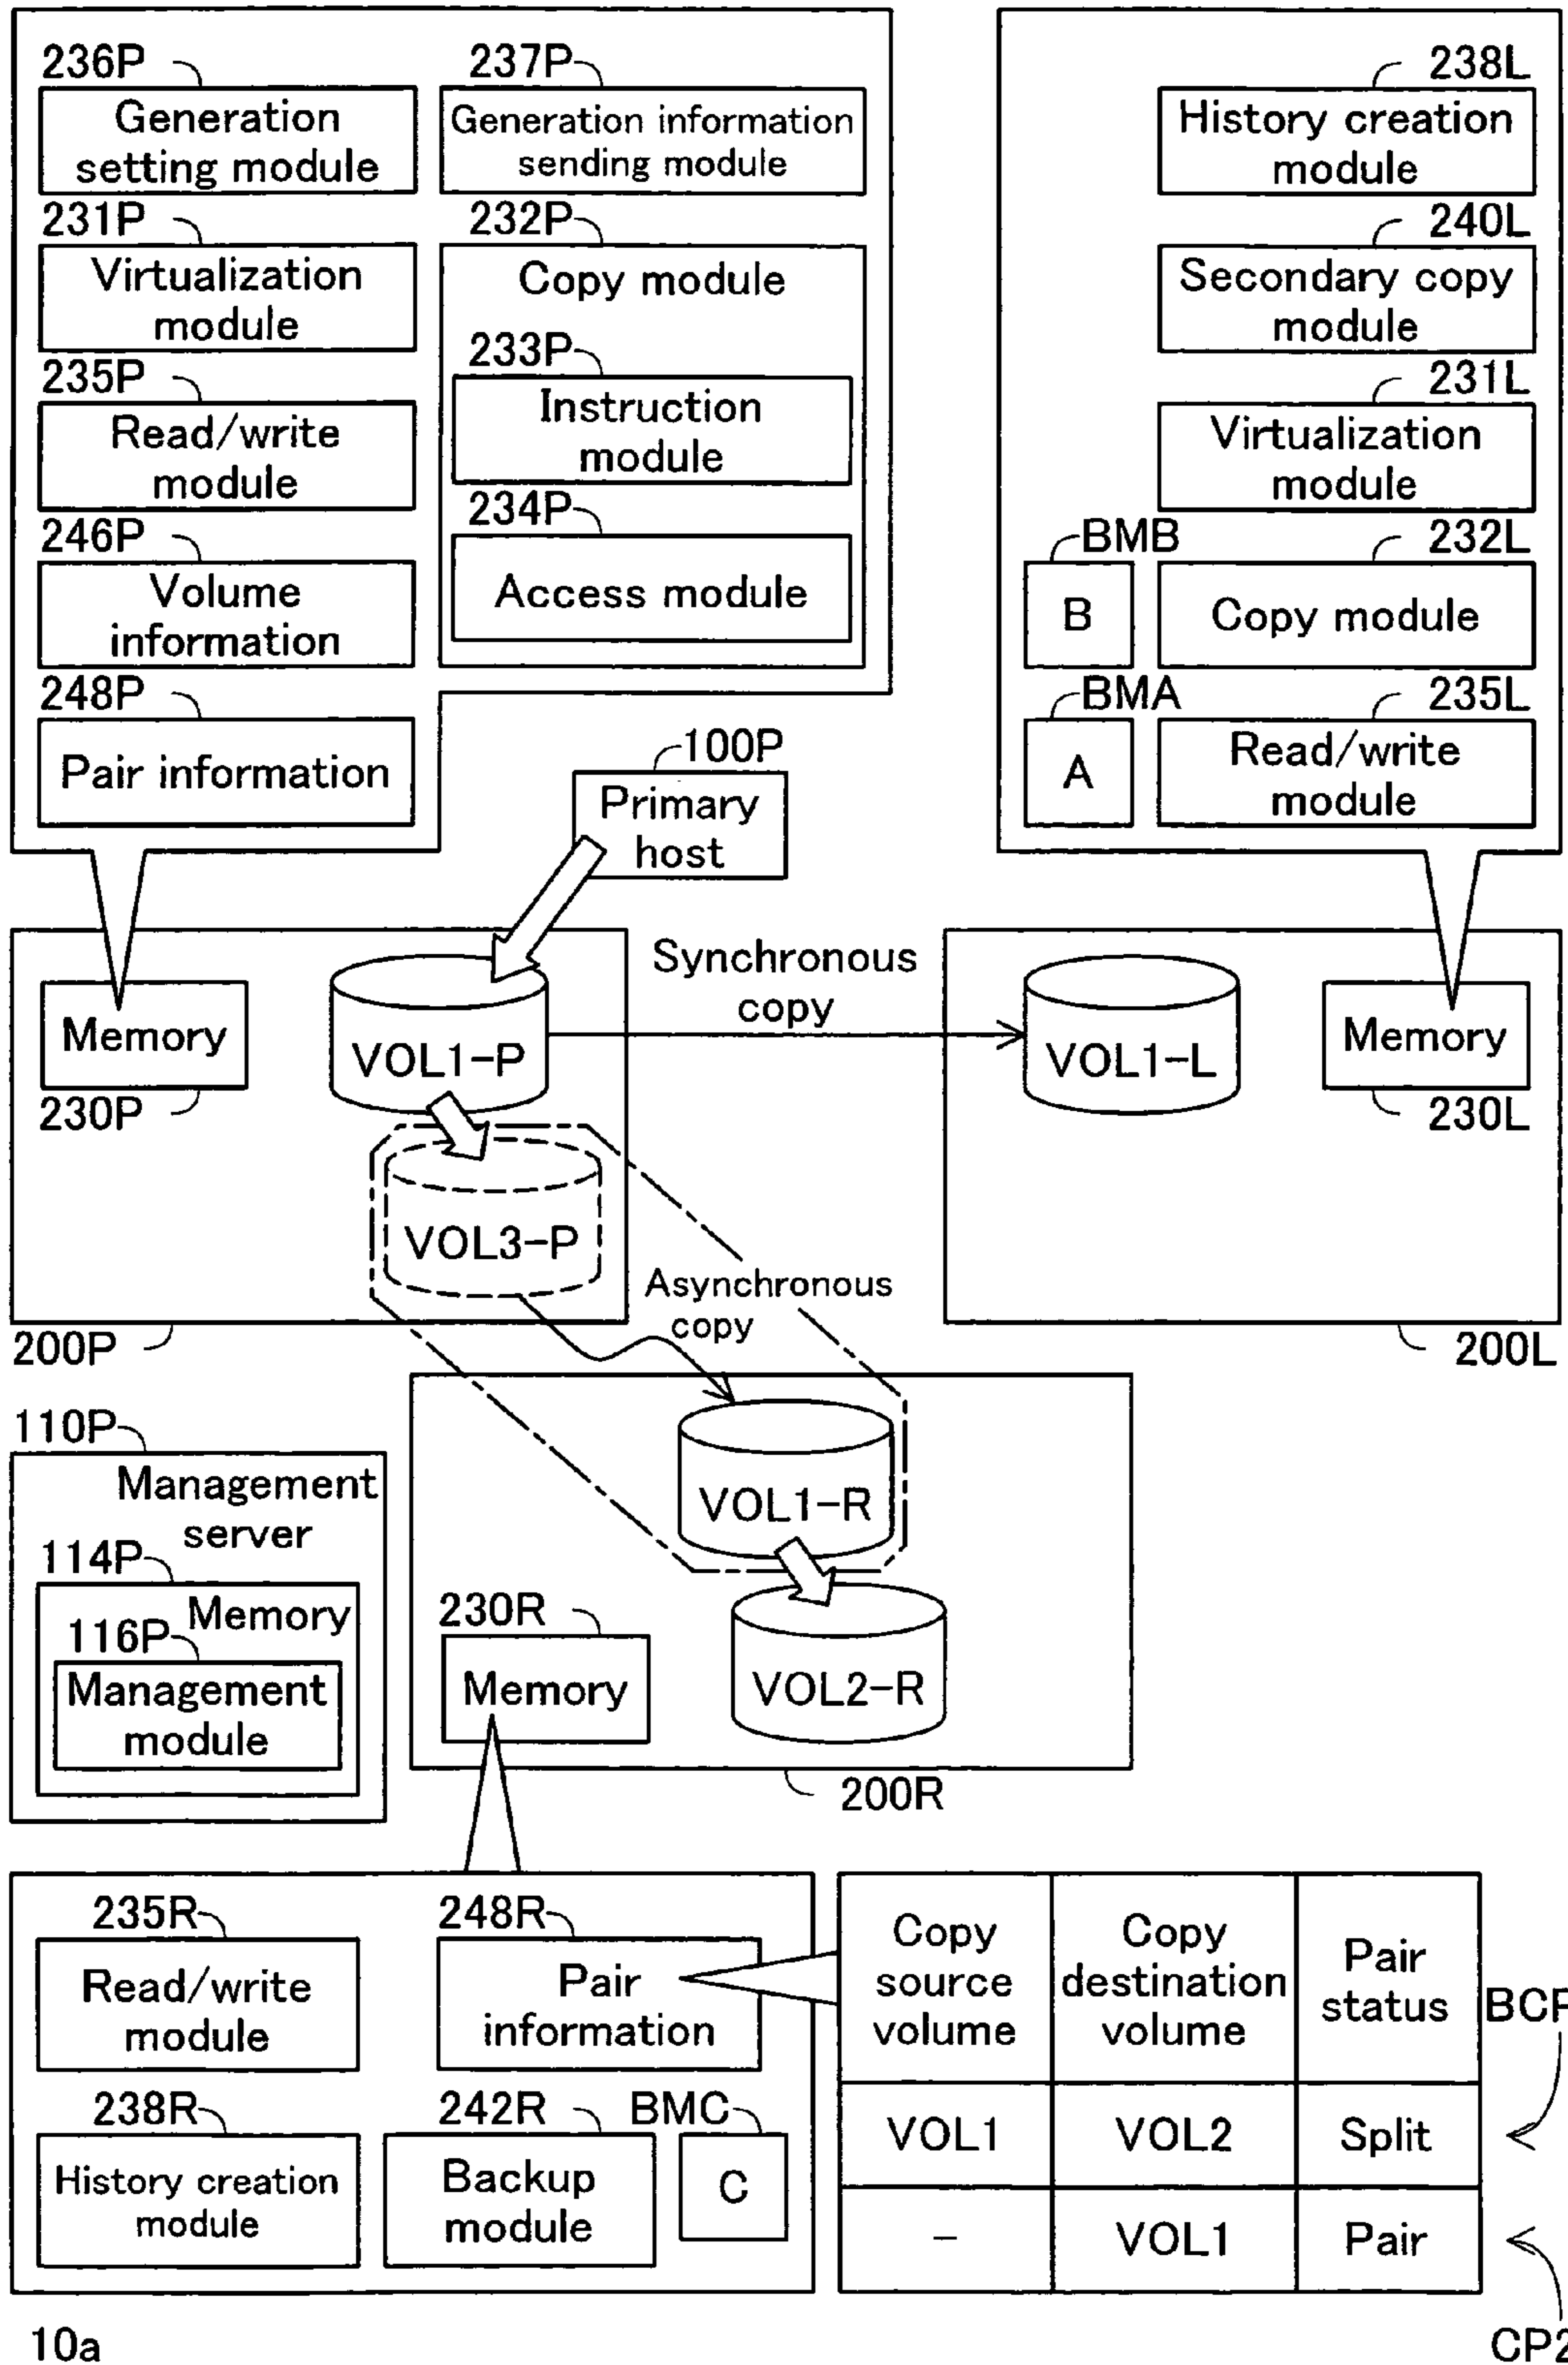 236P
Generation
setting module
237P
Generation information
sending module
231P
Virtualization
module
232P
Copy module
235P
Read/write
module
233P
Instruction
module
246P
Volume
information
234P
Access module
248P
Pair information
238L
History creation
module
240L
Secondary copy
module
231L
Virtualization
module
BMB
B
232L
Copy module
BMA
A
235L
Read/write
module
100P
Primary
host
Memory
230P
VOL1-P
Synchronous
copy
VOL1-L
Memory
230L
VOL3-P
Asynchronous
copy
200P
200L
110P
Management
server
114P
Memory
116P
Management
module
VOL1-R
230R
Memory
VOL2-R
200R
235R
Read/write
module
248R
Pair
information
238R
History creation
module
242R
Backup
module
BMC
C
Copy
source
volume
Copy
destination
volume
Pair
status
VOL1
VOL2
Split
-
VOL1
Pair
CP2
10a